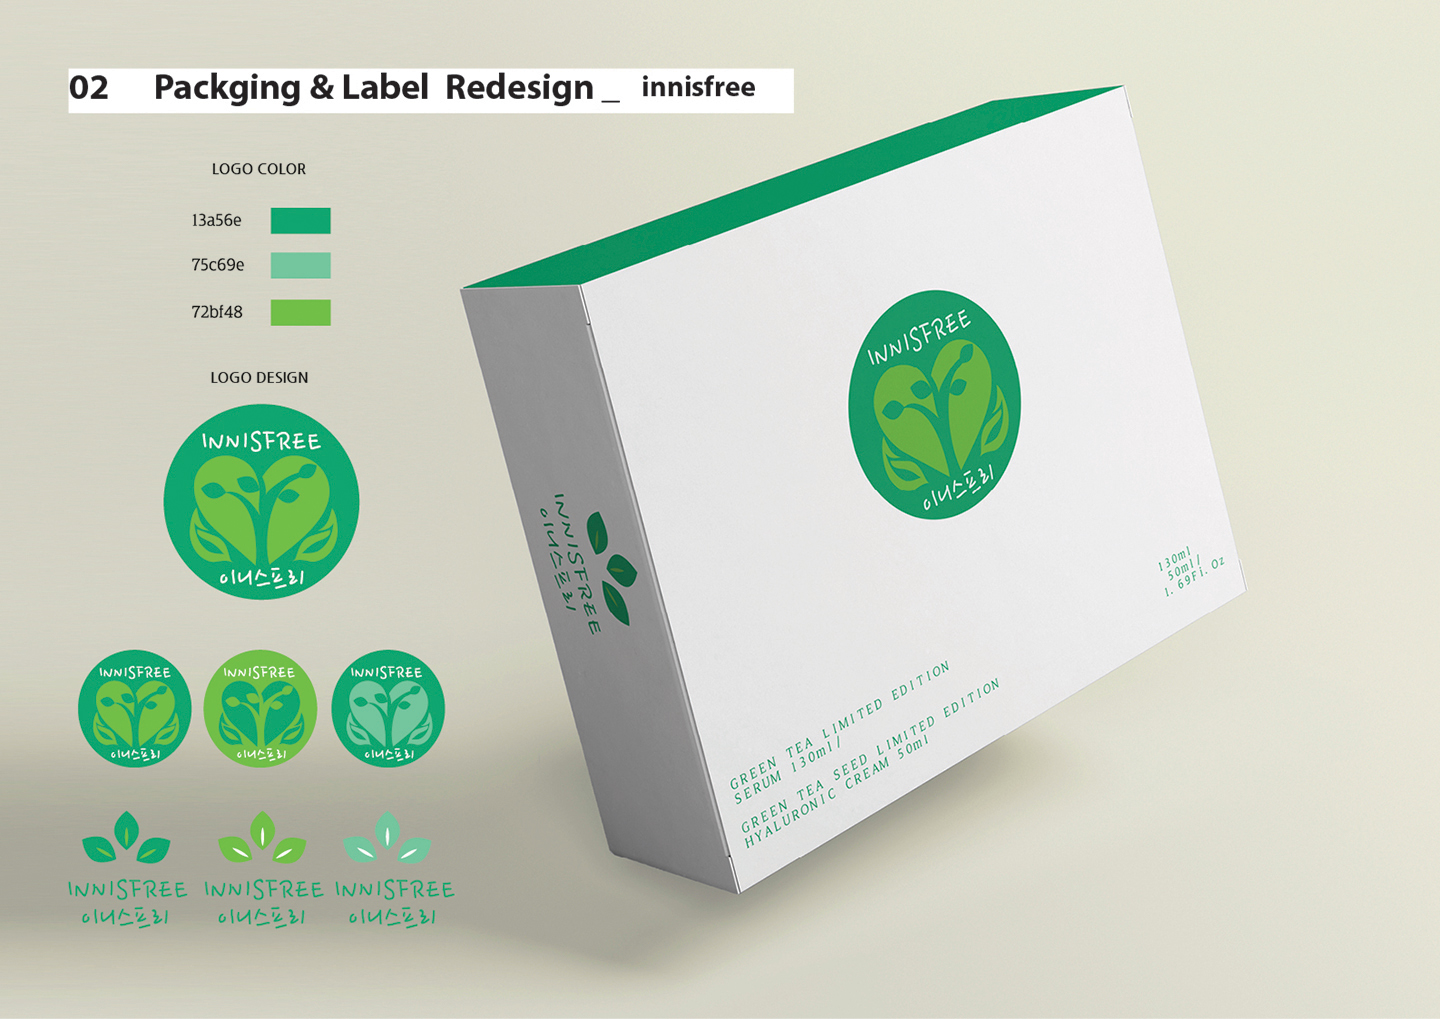 02 Packging & Label Redesign _ innisfree
LOGO COLOR
13a56e
75c69e
72bf48
LOGO DESIGN
INNISFREE
이니스프리
INNISFREE
이니스프리
INNISFREE
이니스프리
INNISFREE
이니스프리
INNISFREE
이니스프리
INNISFREE
이니스프리
INNISFREE
이니스프리
INNISFREE
이니스프리
INNISFREE
이니스프리
130ml
50ml/
1.69Fi.Oz
GREEN TEA LIMITED EDITION
SERUM 130ml/
GREEN TEA SEED LIMITED EDITION
HYALURONIC CREAM 50ml